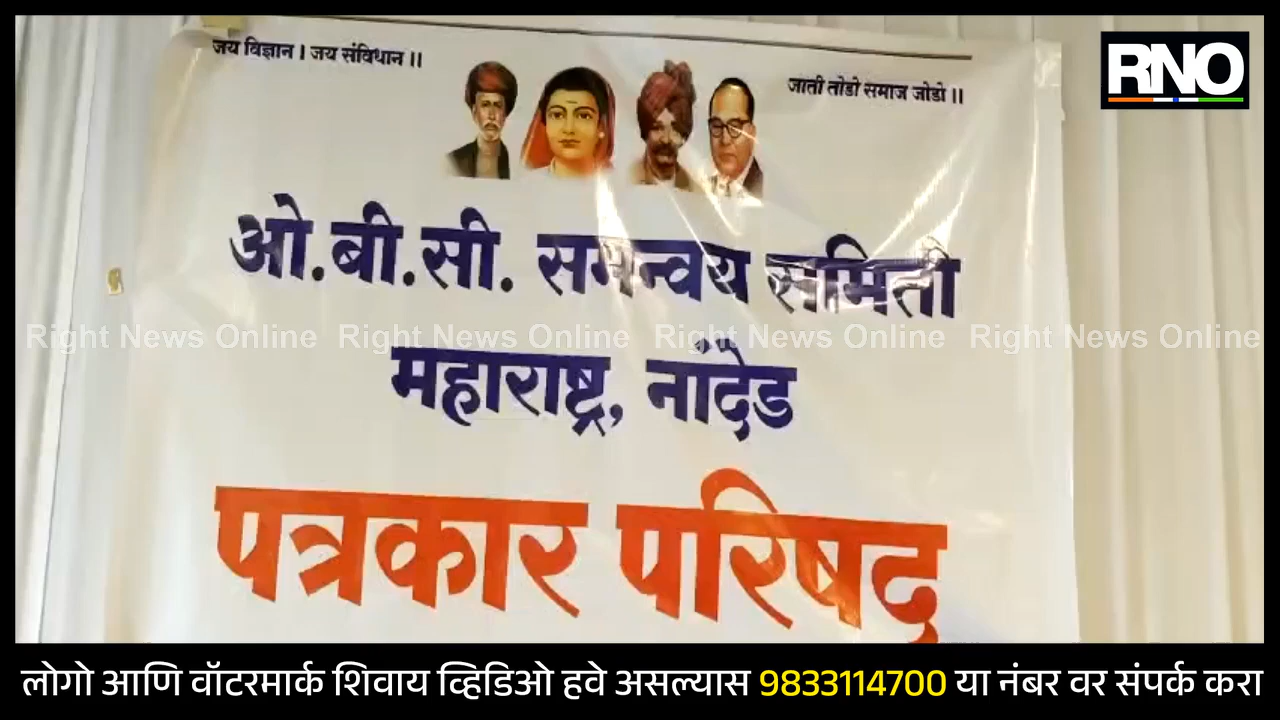 जय विज्ञान । जय संविधान ।।
जाती तोडो समाज जोडो ।।
RNO
ओ.बी.सी. समन्वय समिती
Right News Online Right News Online Right News Online Right News Online
महाराष्ट्र, नांदेड
पत्रकार परिषद
लोगो आणि वॉटरमार्क शिवाय व्हिडिओ हवे असल्यास 9833114700 या नंबर वर संपर्क करा